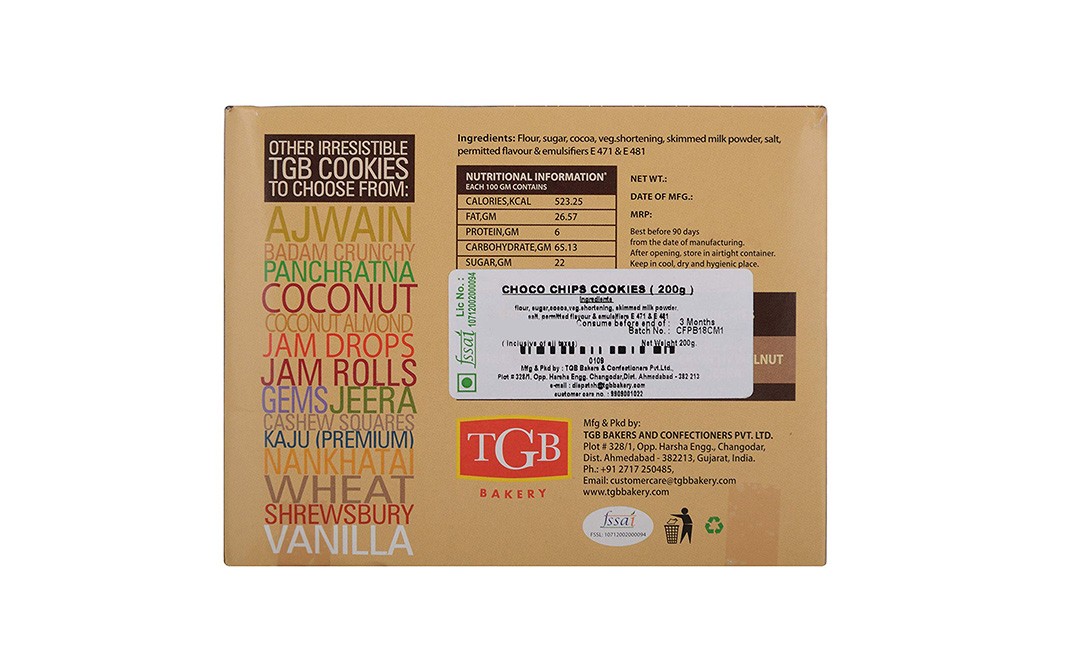 OTHER IRRESISTIBLE
TGB COOKIES
TO CHOOSE FROM:
AJWAIN
BADAM CRUNCHY
PANCHRATNA
COCONUT
COCONUT ALMOND
JAM DROPS
JAM ROLLS
GEMS JEERA
CASHEW SQUARES
KAJU (PREMIUM)
NANKHATAI
WHEAT
SHREWSBURY
VANILLA
Ingredients: Flour, sugar, cocoa, veg.shortening, skimmed milk powder, salt,
permitted flavour & emulsifiers E 471 & E 481
NUTRITIONAL INFORMATION*
EACH 100 GM CONTAINS
CALORIES,KCAL 523.25
FAT,GM 26.57
PROTEIN,GM 6
CARBOHYDRATE,GM 65.13
SUGAR,GM 22
NET WT.:
DATE OF MFG.:
MRP:
Best before 90 days
from the date of manufacturing.
After opening, store in airtight container.
Keep in cool, dry and hygienic place.
fssai Lic No. :
10712002000094
CHOCO CHIPS COOKIES ( 200g )
Ingredients
flour, sugar,cocoa,veg.shortening, skimmed milk powder,
salt, permitted flavour & emulsifiers E 471 & E 481
Consume before end of : 3 Months
Batch No. : CFPB18CM1
( Inclusive of all taxes) Net Weight 200g.
0109
Mfg & Pkd by : TGB Bakers & Confectioners Pvt.Ltd.,
Plot # 328/1, Opp. Harsha Engg. Changodar,Dist. Ahmedabad - 382 213
e-mail : dispatch@tgbbakery.com
customer care no. : 9909001022
LNUT
TGB
BAKERY
Mfg & Pkd by:
TGB BAKERS AND CONFECTIONERS PVT. LTD.
Plot # 328/1, Opp. Harsha Engg., Changodar,
Dist. Ahmedabad - 382213, Gujarat, India.
Ph.: +91 2717 250485,
Email: customercare@tgbbakery.com
www.tgbbakery.com
fssai
FSSL: 10712002000094